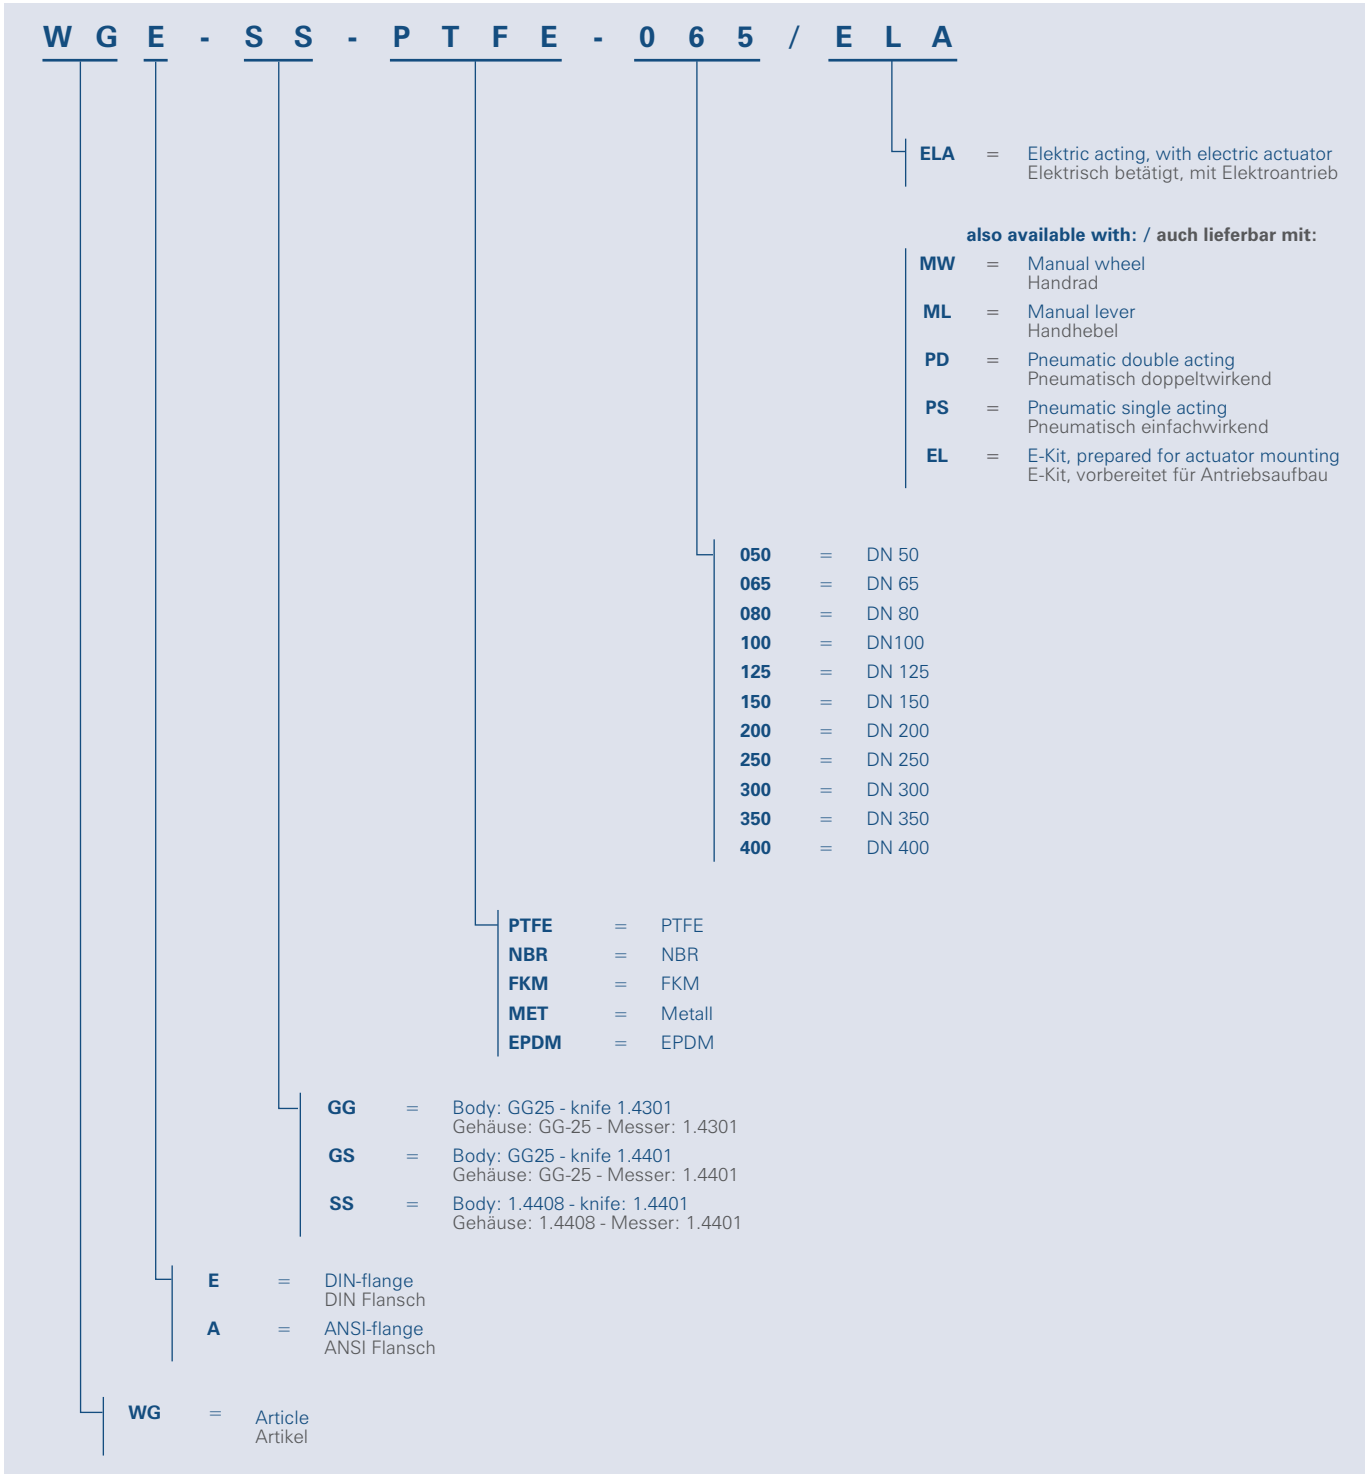 WGE-SS-PTFE-065/ELA
ELA = Elektric acting, with electric actuator
Elektrisch betätigt, mit Elektroantrieb
also available with: / auch lieferbar mit:
MW = Manual wheel
Handrad
ML = Manual lever
Handhebel
PD = Pneumatic double acting
Pneumatisch doppeltwirkend
PS = Pneumatic single acting
Pneumatisch einfachwirkend
EL = E-Kit, prepared for actuator mounting
E-Kit, vorbereitet für Antriebsaufbau
050 = DN 50
065 = DN 65
080 = DN 80
100 = DN100
125 = DN 125
150 = DN 150
200 = DN 200
250 = DN 250
300 = DN 300
350 = DN 350
400 = DN 400
PTFE = PTFE
NBR = NBR
FKM = FKM
MET = Metall
EPDM = EPDM
GG = Body: GG25 - knife 1.4301
Gehäuse: GG-25 - Messer: 1.4301
GS = Body: GG25 - knife 1.4401
Gehäuse: GG-25 - Messer: 1.4401
SS = Body: 1.4408 - knife: 1.4401
Gehäuse: 1.4408 - Messer: 1.4401
E = DIN-flange
DIN Flansch
A = ANSI-flange
ANSI Flansch
WG = Article
Artikel